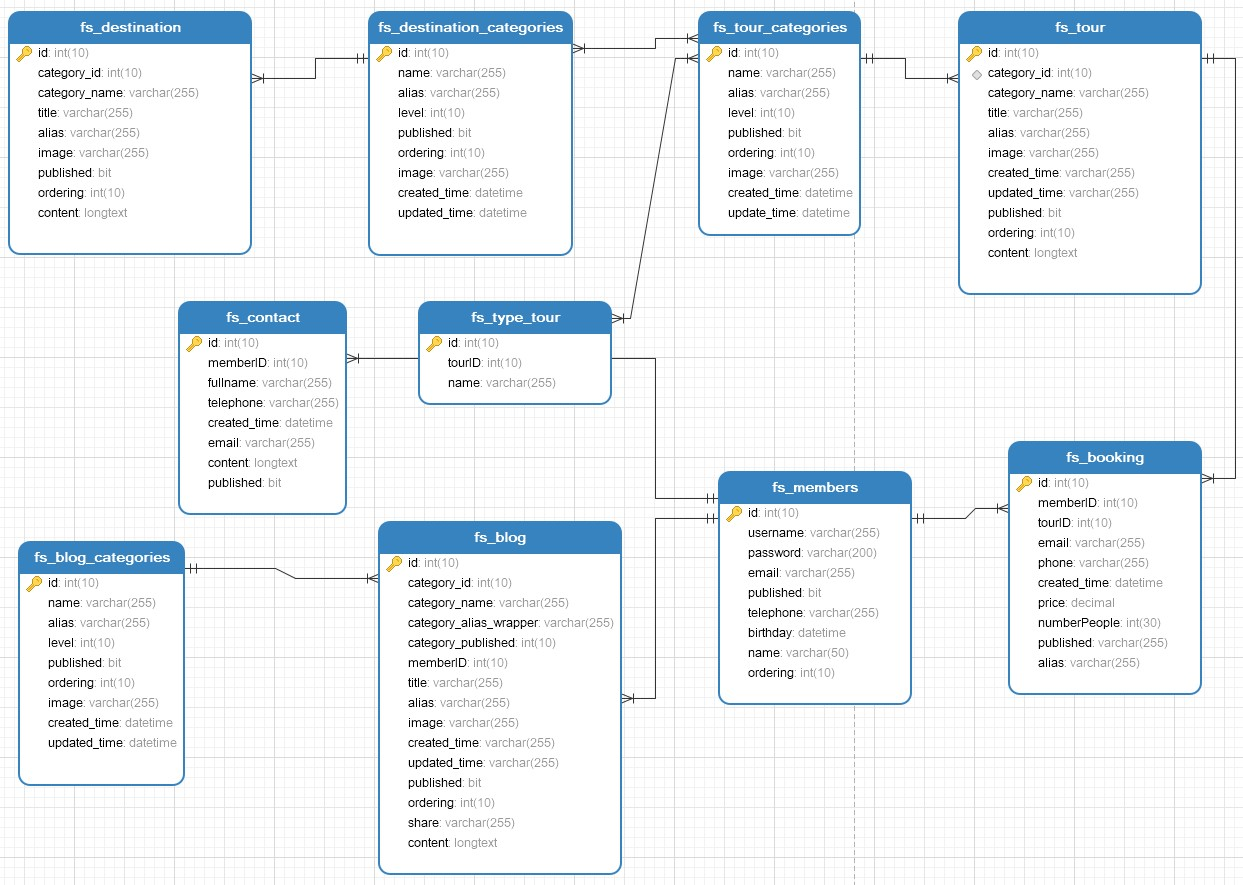 fs_destination
id: int(10)
category_id: int(10)
category_name: varchar(255)
title: varchar(255)
alias: varchar(255)
image: varchar(255)
published: bit
ordering: int(10)
content: longtext
fs_destination_categories
id: int(10)
name: varchar(255)
alias: varchar(255)
level: int(10)
published: bit
ordering: int(10)
image: varchar(255)
created_time: datetime
updated_time: datetime
fs_tour_categories
id: int(10)
name: varchar(255)
alias: varchar(255)
level: int(10)
published: bit
ordering: int(10)
image: varchar(255)
created_time: datetime
update_time: datetime
fs_tour
id: int(10)
category_id: int(10)
category_name: varchar(255)
title: varchar(255)
alias: varchar(255)
image: varchar(255)
created_time: varchar(255)
updated_time: varchar(255)
published: bit
ordering: int(10)
content: longtext
fs_contact
id: int(10)
memberID: int(10)
fullname: varchar(255)
telephone: varchar(255)
created_time: datetime
email: varchar(255)
content: longtext
published: bit
fs_type_tour
id: int(10)
tourID: int(10)
name: varchar(255)
fs_members
id: int(10)
username: varchar(255)
password: varchar(200)
email: varchar(255)
published: bit
telephone: varchar(255)
birthday: datetime
name: varchar(50)
ordering: int(10)
fs_booking
id: int(10)
memberID: int(10)
tourID: int(10)
email: varchar(255)
phone: varchar(255)
created_time: datetime
price: decimal
numberPeople: int(30)
published: varchar(255)
alias: varchar(255)
fs_blog_categories
id: int(10)
name: varchar(255)
alias: varchar(255)
level: int(10)
published: bit
ordering: int(10)
image: varchar(255)
created_time: datetime
updated_time: datetime
fs_blog
id: int(10)
category_id: int(10)
category_name: varchar(255)
category_alias_wrapper: varchar(255)
category_published: int(10)
memberID: int(10)
title: varchar(255)
alias: varchar(255)
image: varchar(255)
created_time: varchar(255)
updated_time: varchar(255)
published: bit
ordering: int(10)
share: varchar(255)
content: longtext